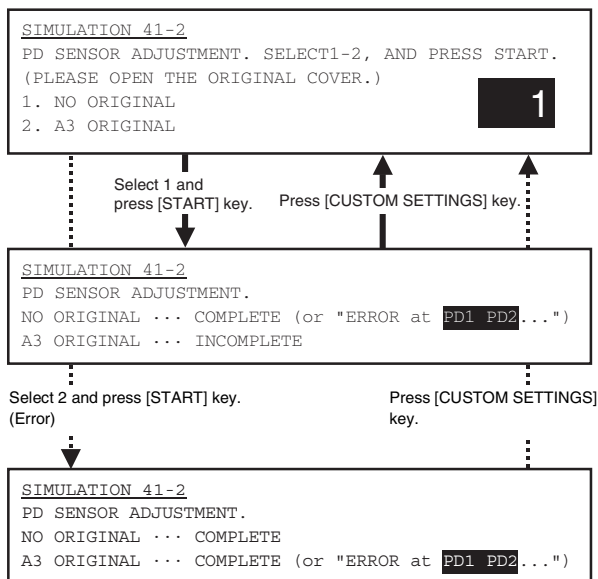 SIMULATION 41-2
PD SENSOR ADJUSTMENT. SELECT1-2, AND PRESS START.
(PLEASE OPEN THE ORIGINAL COVER.)
1. NO ORIGINAL
1
2. A3 ORIGINAL
Select 1 and
press [START] key.
Press [CUSTOM SETTINGS] key.
SIMULATION 41-2
PD SENSOR ADJUSTMENT.
NO ORIGINAL ··· COMPLETE (or "ERROR at PD1 PD2...")
A3 ORIGINAL ··· INCOMPLETE
Select 2 and press [START] key.
(Error)
Press [CUSTOM SETTINGS]
key.
SIMULATION 41-2
PD SENSOR ADJUSTMENT.
NO ORIGINAL ··· COMPLETE
A3 ORIGINAL ··· COMPLETE (or "ERROR at PD1 PD2...")